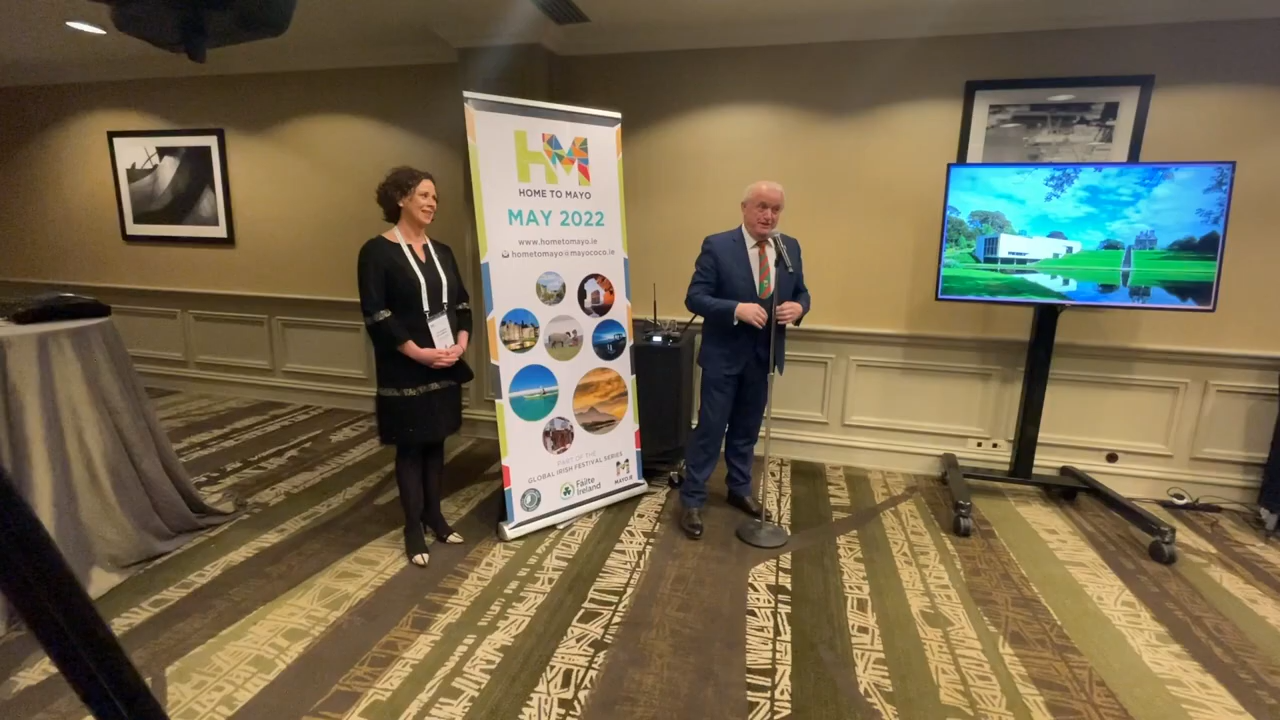 HM
HOME TO MAYO
MAY 2022
www.hometomayo.ie
hometomayo@mayococo.ie
PART OF THE
GLOBAL IRISH FESTIVAL SERIES
Fáilte
Ireland
MAYO.IE